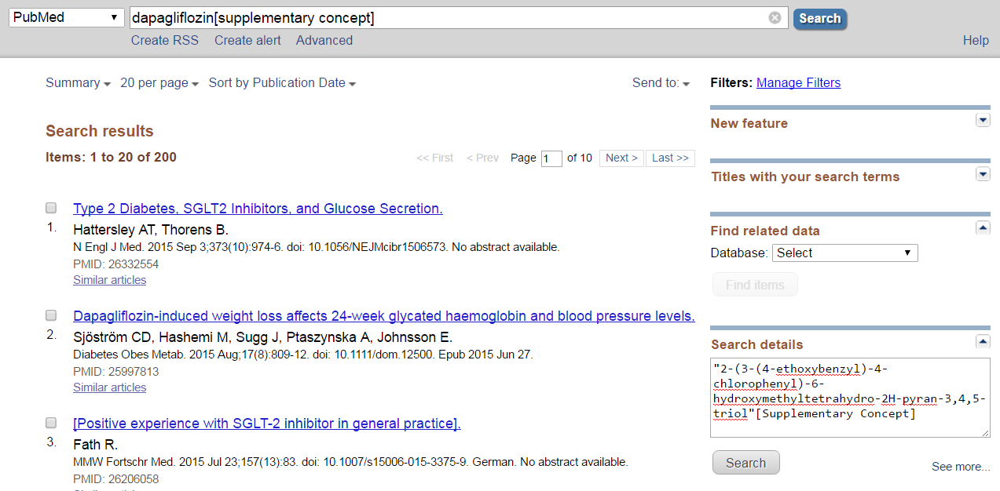 PubMed
dapagliflozin[supplementary concept]
Search
Create RSS Create alert Advanced
Help
Summary 20 per page Sort by Publication Date
Send to:
Filters: Manage Filters
Search results
Items: 1 to 20 of 200
<< First < Prev Page 1 of 10 Next > Last >>
1. Type 2 Diabetes, SGLT2 Inhibitors, and Glucose Secretion.
Hattersley AT, Thorens B.
N Engl J Med. 2015 Sep 3;373(10):974-6. doi: 10.1056/NEJMcibr1506573. No abstract available.
PMID: 26332554
Similar articles
2. Dapagliflozin-induced weight loss affects 24-week glycated haemoglobin and blood pressure levels.
Sjöström CD, Hashemi M, Sugg J, Ptaszynska A, Johnsson E.
Diabetes Obes Metab. 2015 Aug;17(8):809-12. doi: 10.1111/dom.12500. Epub 2015 Jun 27.
PMID: 25997813
Similar articles
3. [Positive experience with SGLT-2 inhibitor in general practice].
Fath R.
MMW Fortschr Med. 2015 Jul 23;157(13):83. doi: 10.1007/s15006-015-3375-9. German. No abstract available.
PMID: 26206058
New feature
Titles with your search terms
Find related data
Database: Select
Find items
Search details
"2-(3-(4-ethoxybenzyl)-4-
chlorophenyl)-6-
hydroxymethyltetrahydro-2H-pyran-3,4,5-
triol"[Supplementary Concept]
Search
See more...